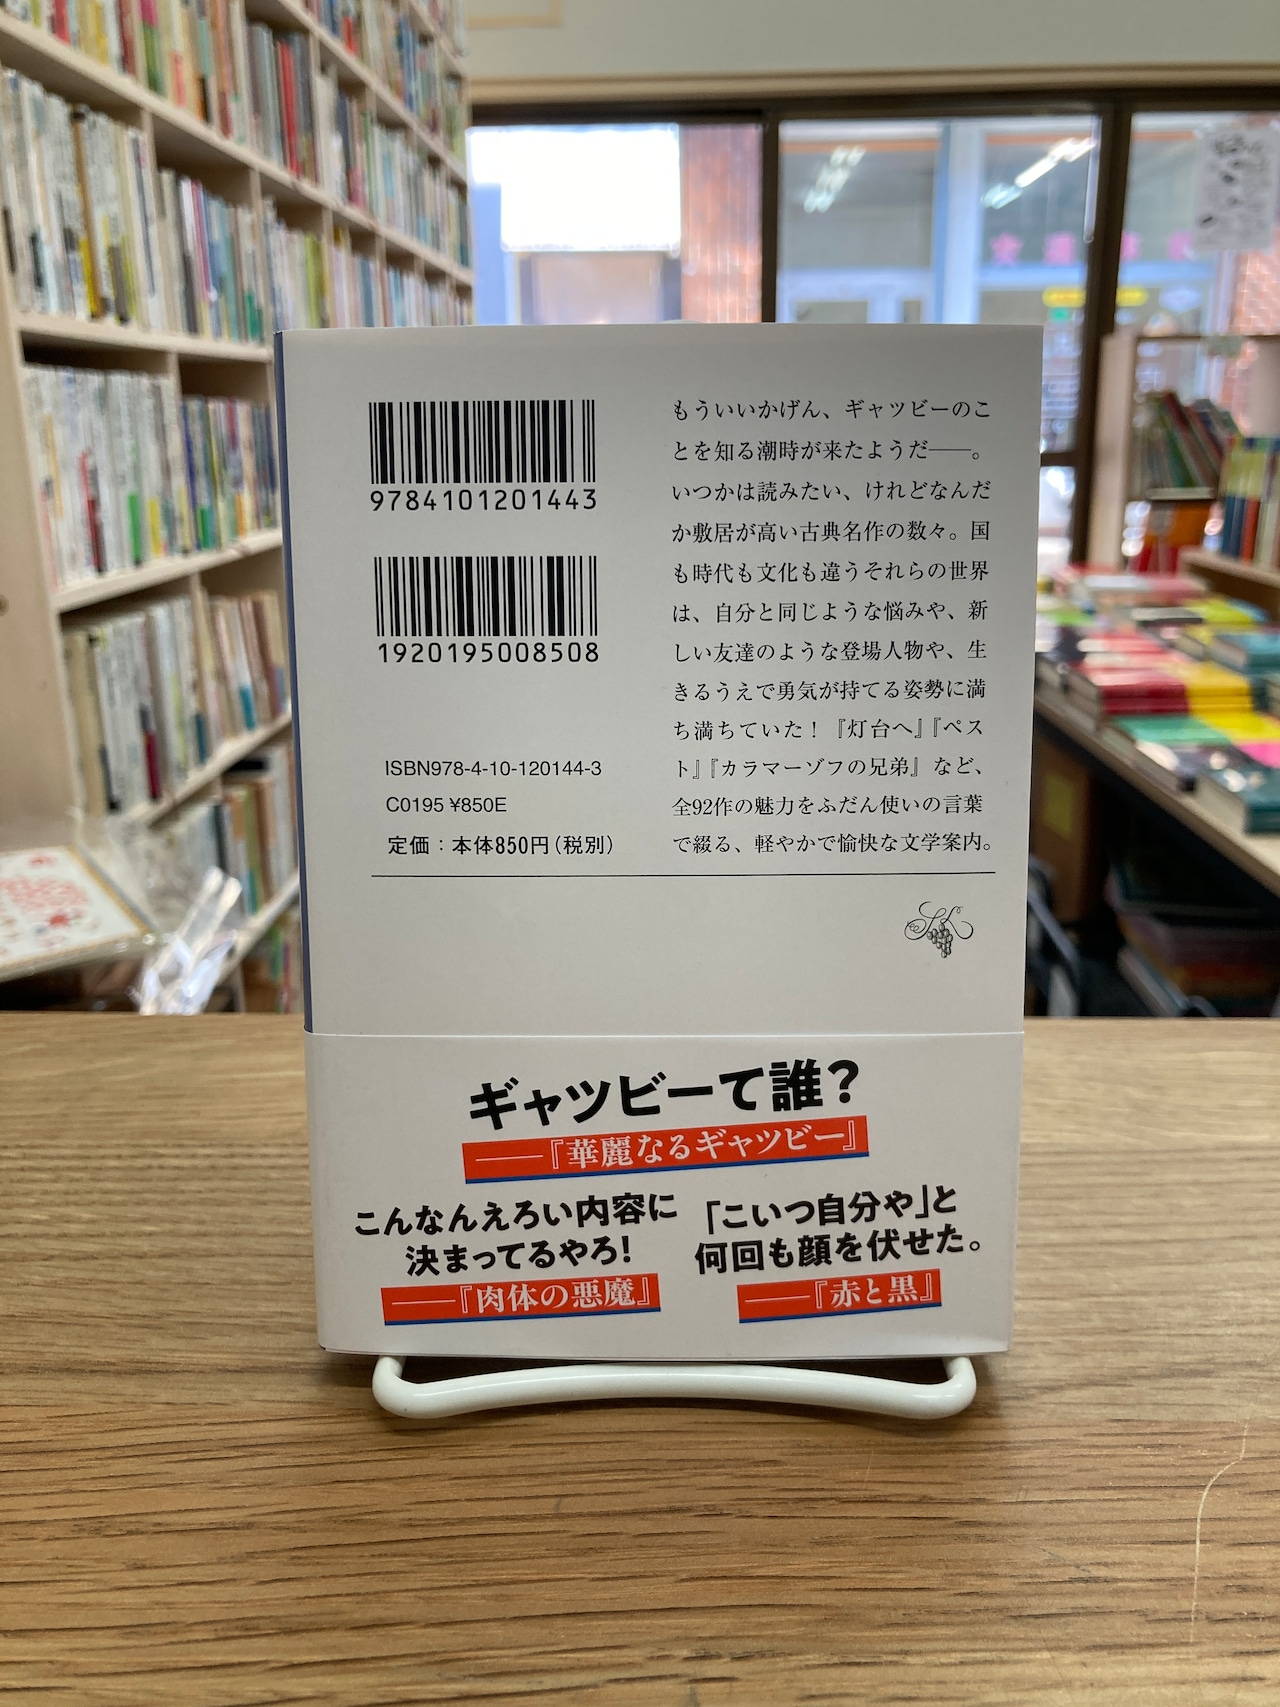 9784101201443
1920195008508
ISBN978-4-10-120144-3
C0195 ¥850E
定価：本体850円（税別）
もういいかげん、ギャツビーのこ
とを知る潮時が来たようだ――。
いつかは読みたい、けれどなんだ
か敷居が高い古典名作の数々。国
も時代も文化も違うそれらの世界
は、自分と同じような悩みや、新
しい友達のような登場人物や、生
きるうえで勇気が持てる姿勢に満
ち満ちていた！『灯台へ』『ペス
ト』『カラマーゾフの兄弟』など、
全92作の魅力をふだん使いの言葉
で綴る、軽やかで愉快な文学案内。
ギャツビーて誰？
――『華麗なるギャツビー』
こんなんえろい内容に
決まってるやろ！
――『肉体の悪魔』
「こいつ自分や」と
何回も顔を伏せた。
――『赤と黒』